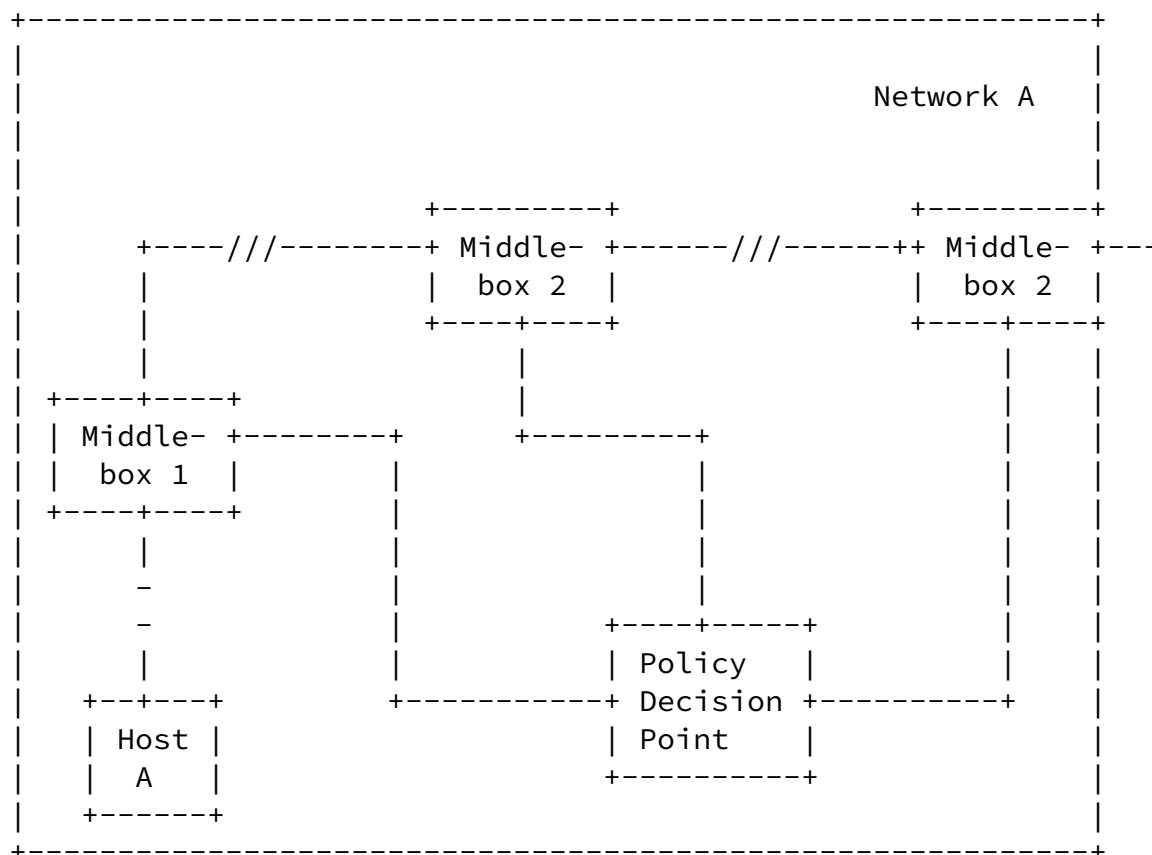 Network A
Middle-
box 2
Middle-
box 2
Middle-
box 1
Policy
Decision
Point
Host
A